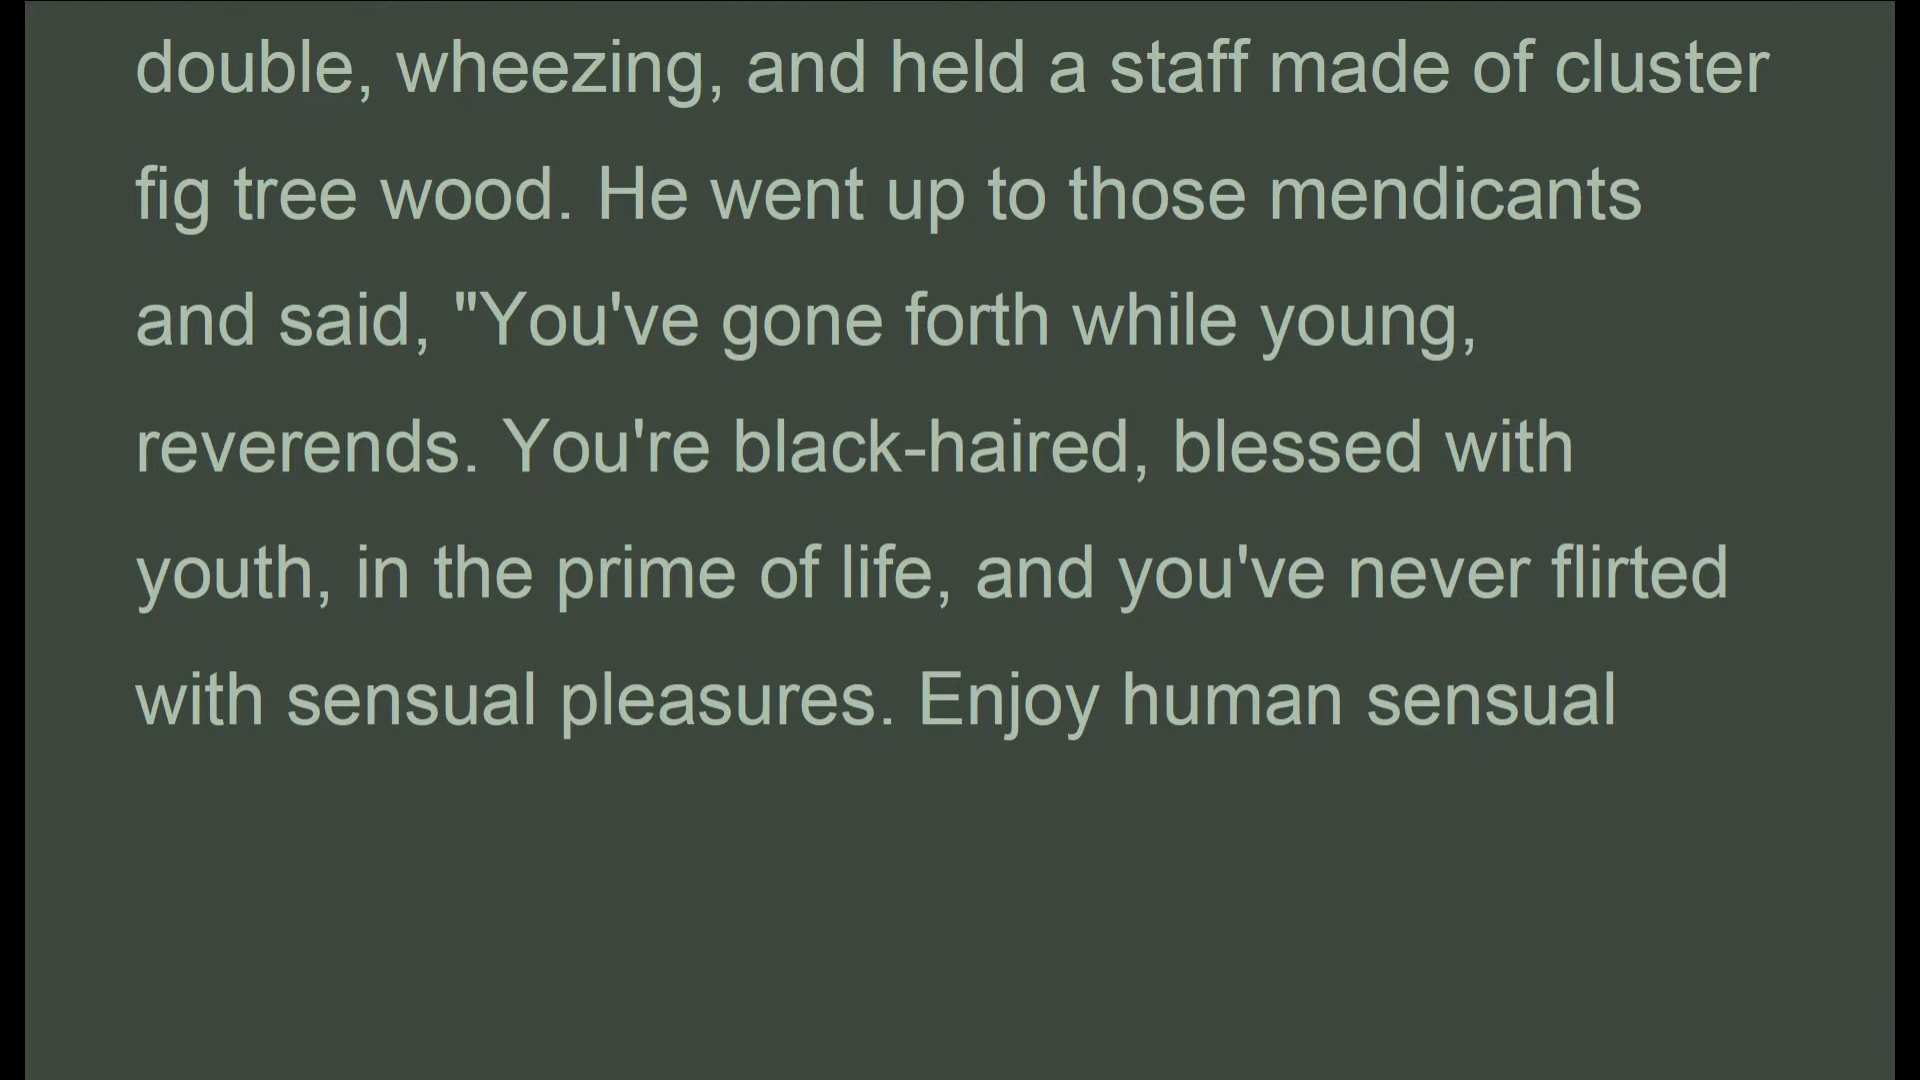 double, wheezing, and held a staff made of cluster
fig tree wood. He went up to those mendicants
and said, "You've gone forth while young,
reverends. You're black-haired, blessed with
youth, in the prime of life, and you've never flirted
with sensual pleasures. Enjoy human sensual